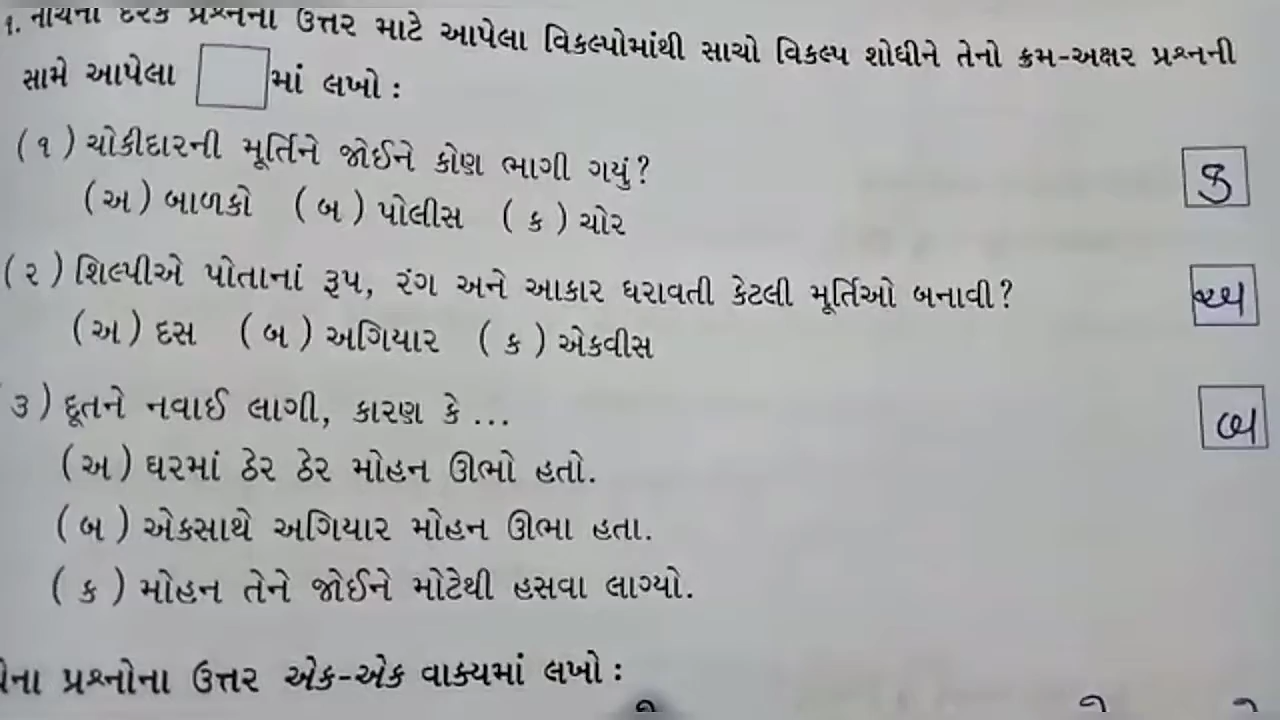 ૧. નીચેના દરેક પ્રશ્નના ઉત્તર માટે આપેલા વિકલ્પોમાંથી સાચો વિકલ્પ શોધીને તેનો ક્રમ-અક્ષર પ્રશ્નની
સામે આપેલા માં લખો :
(૧) ચોકીદારની મૂર્તિને જોઈને કોણ ભાગી ગયું? ક
(અ) બાળકો (બ) પોલીસ (ક) ચોર
(૨) શિલ્પીએ પોતાનાં રૂપ, રંગ અને આકાર ધરાવતી કેટલી મૂર્તિઓ બનાવી? અ
(અ) દસ (બ) અગિયાર (ક) એકવીસ
૩) દૂતને નવાઈ લાગી, કારણ કે ... બ
(અ) ઘરમાં ઠેર ઠેર મોહન ઊભો હતો.
(બ) એકસાથે અગિયાર મોહન ઊભા હતા.
(ક) મોહન તેને જોઈને મોટેથી હસવા લાગ્યો.
પ્રશ્નોના ઉત્તર એક-એક વાક્યમાં લખો :